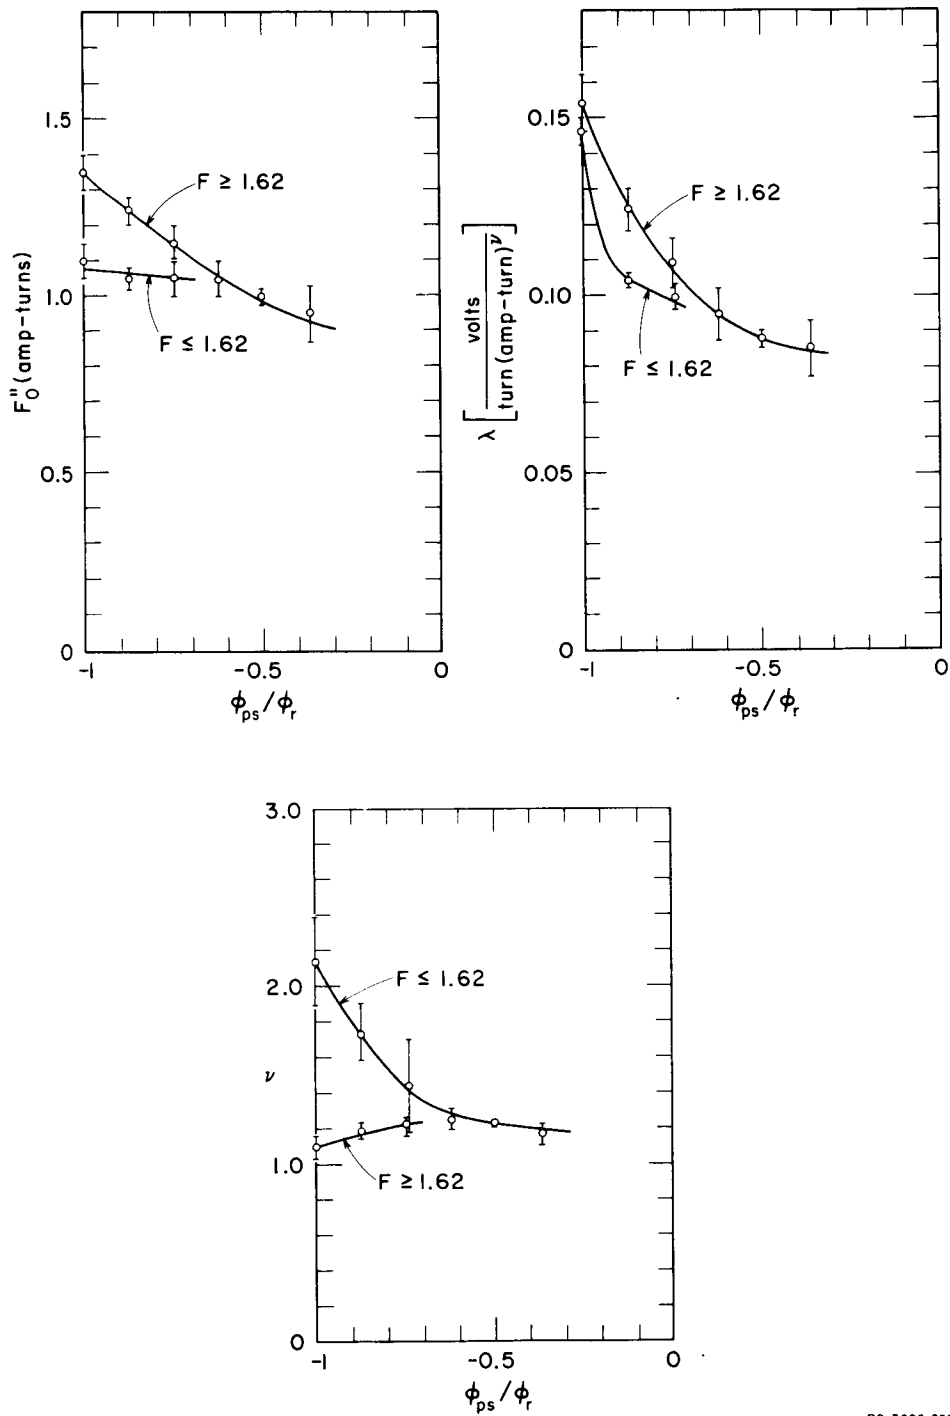 1.5
1.0
0.5
0
F₀″ (amp-turns)
F ≥ 1.62
F ≤ 1.62
-1
-0.5
0
ϕps/ϕr
0.15
0.10
0.05
0
λ [volts / turn (amp-turn)^ν]
F ≥ 1.62
F ≤ 1.62
-1
-0.5
0
ϕps/ϕr
3.0
2.0
1.0
0
ν
F ≤ 1.62
F ≥ 1.62
-1
-0.5
0
ϕps/ϕr